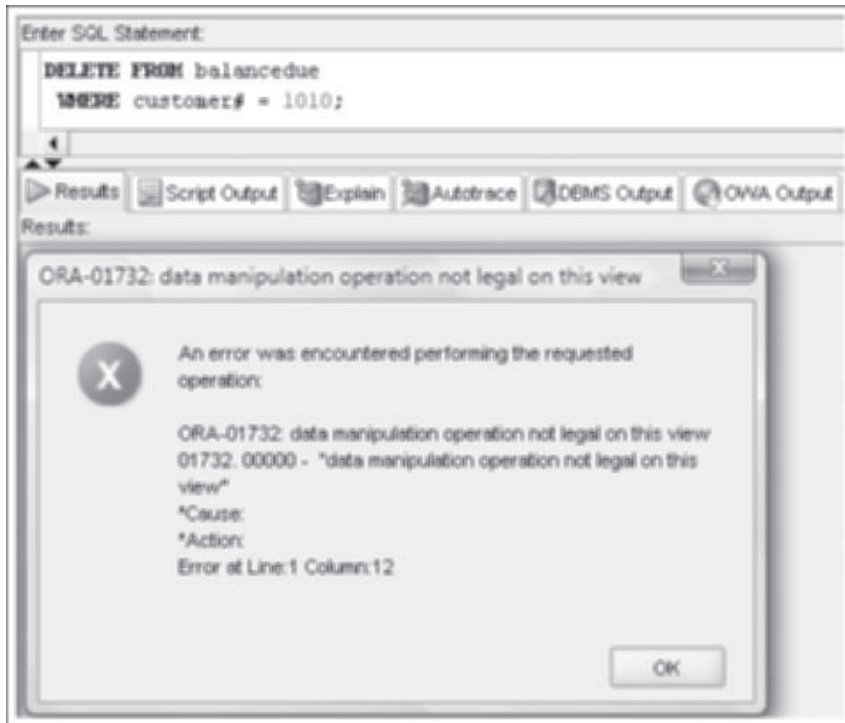 Enter SQL Statement:
DELETE FROM balancedue
WHERE customer# = 1010;
Results
Script Output
Explain
Autotrace
DBMS Output
OWA Output
Results:
ORA-01732: data manipulation operation not legal on this view
An error was encountered performing the requested
operation:
ORA-01732: data manipulation operation not legal on this view
01732. 00000 - "data manipulation operation not legal on this
view"
*Cause:
*Action:
Error at Line:1 Column:12
OK